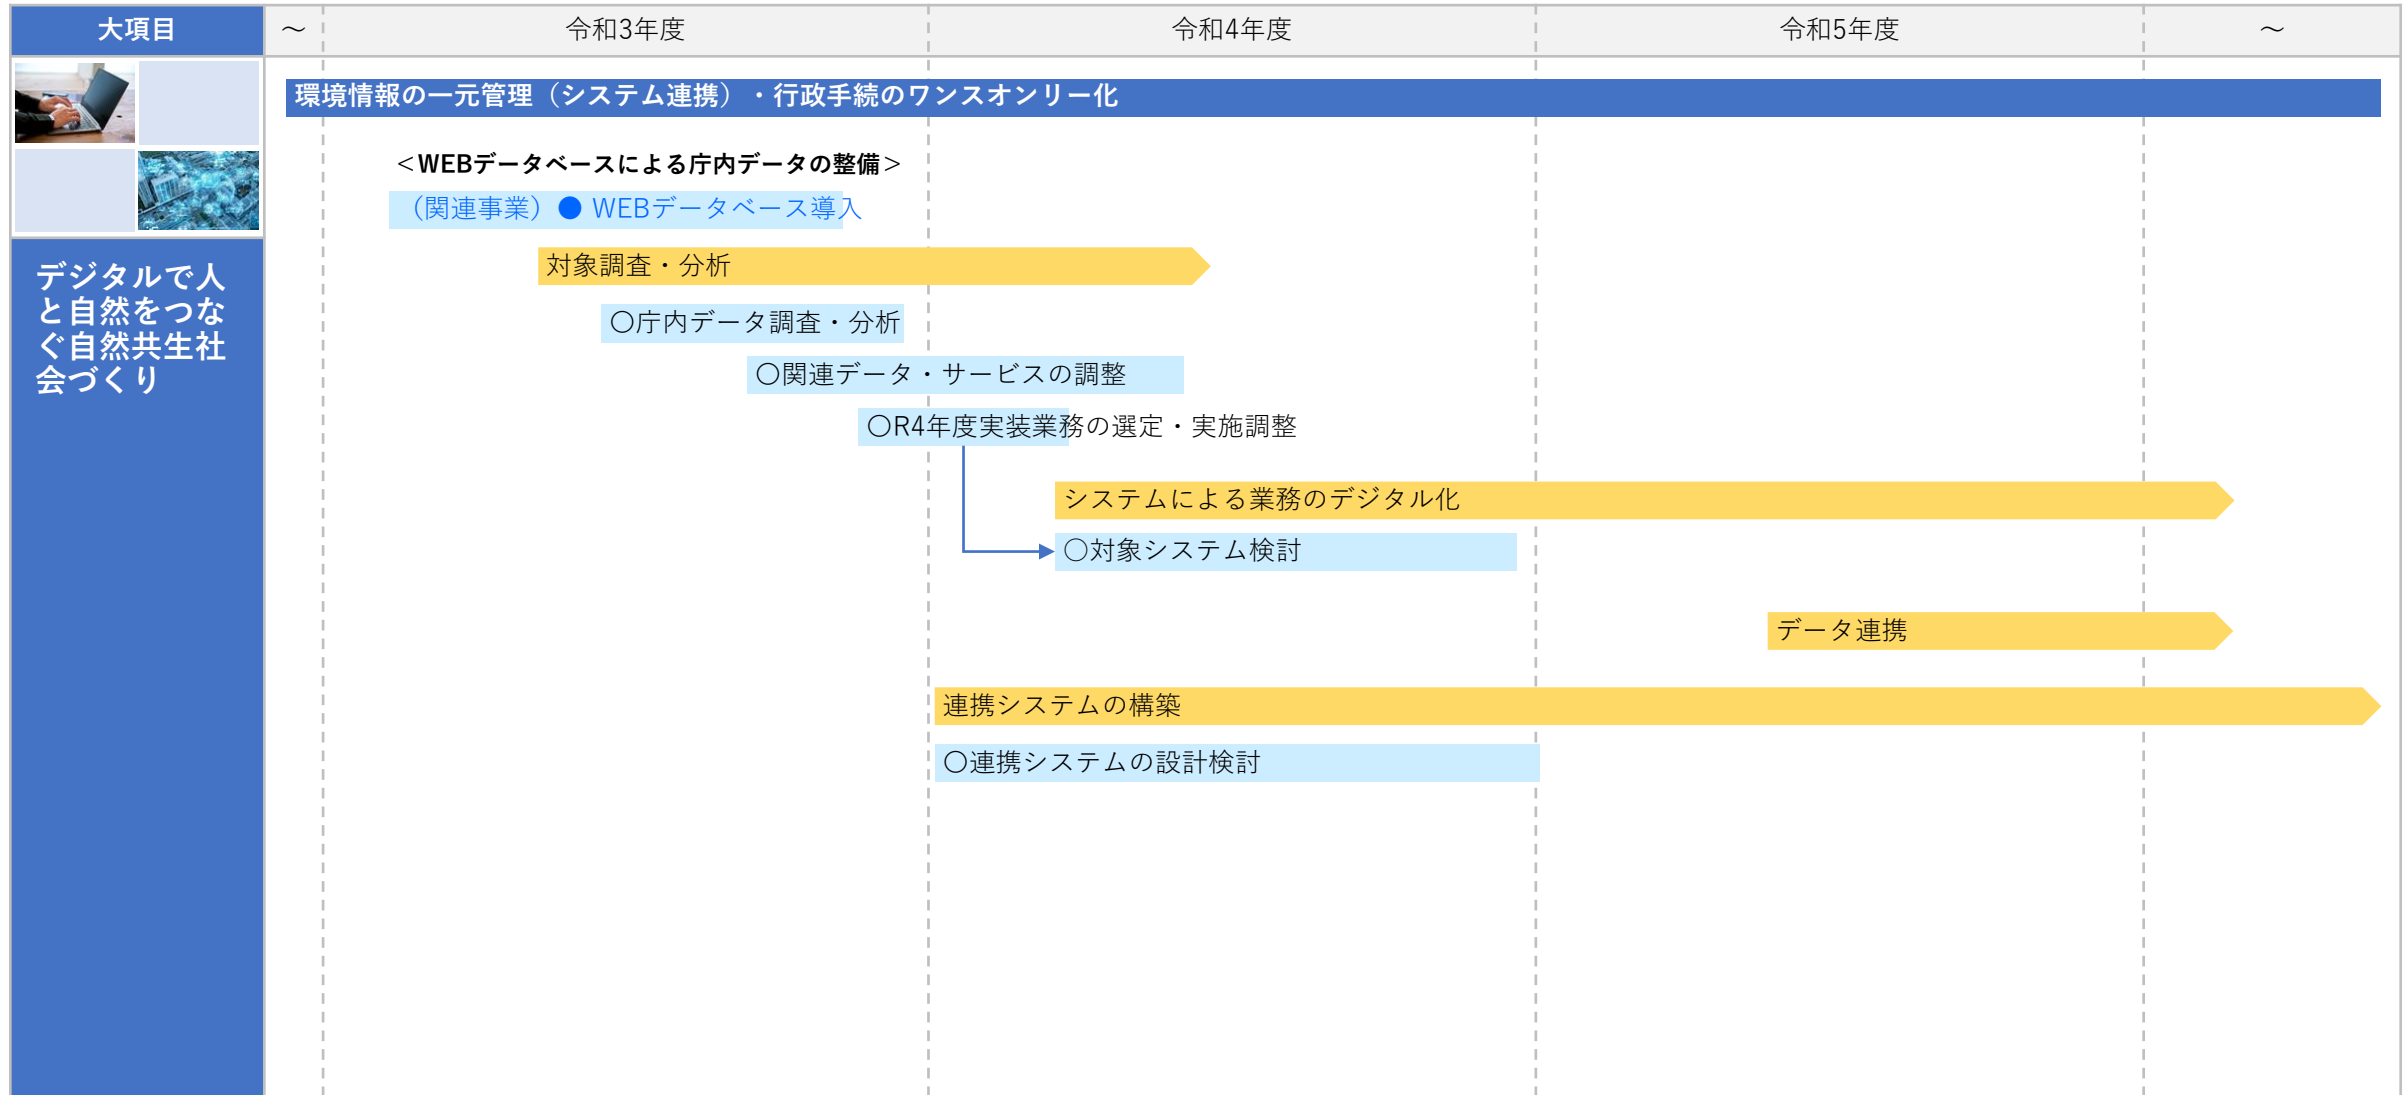 大項目
～
令和3年度
令和4年度
令和5年度
～
環境情報の一元管理（システム連携）・行政手続のワンスオンリー化
＜WEBデータベースによる庁内データの整備＞
（関連事業）● WEBデータベース導入
対象調査・分析
〇庁内データ調査・分析
〇関連データ・サービスの調整
〇R4年度実装業務の選定・実施調整
システムによる業務のデジタル化
〇対象システム検討
データ連携
連携システムの構築
〇連携システムの設計検討
デジタルで人
と自然をつな
ぐ自然共生社
会づくり